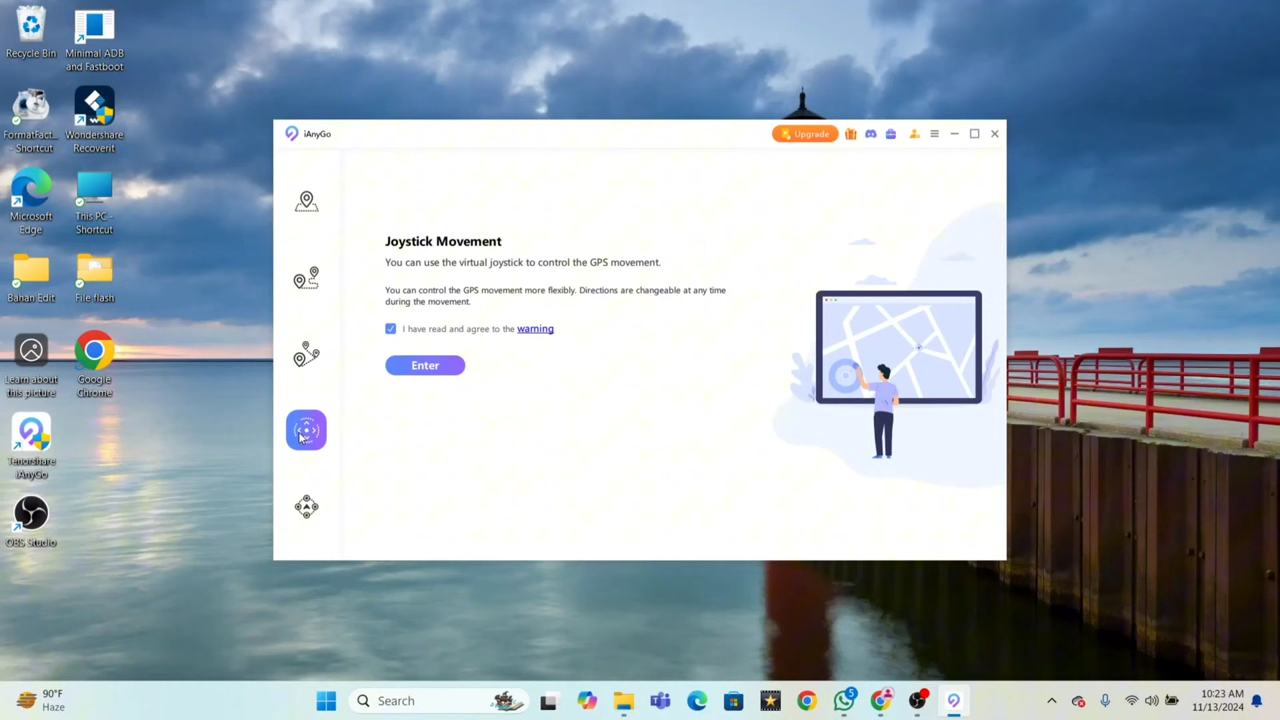 Recycle Bin
Minimal ADB
and Fastboot
FormatFact...
- Shortcut
Wondershare
Recoverit
Microsoft
Edge
This PC -
Shortcut
Bahan Edit
File flash
Learn about
this picture
Google
Chrome
Tenorshare
iAnyGo
OBS Studio
iAnyGo
Upgrade
Joystick Movement
You can use the virtual joystick to control the GPS movement.
You can control the GPS movement more flexibly. Directions are changeable at any time
during the movement.
I have read and agree to the warning
Enter
90°F
Haze
Search
5
10:23 AM
11/13/2024